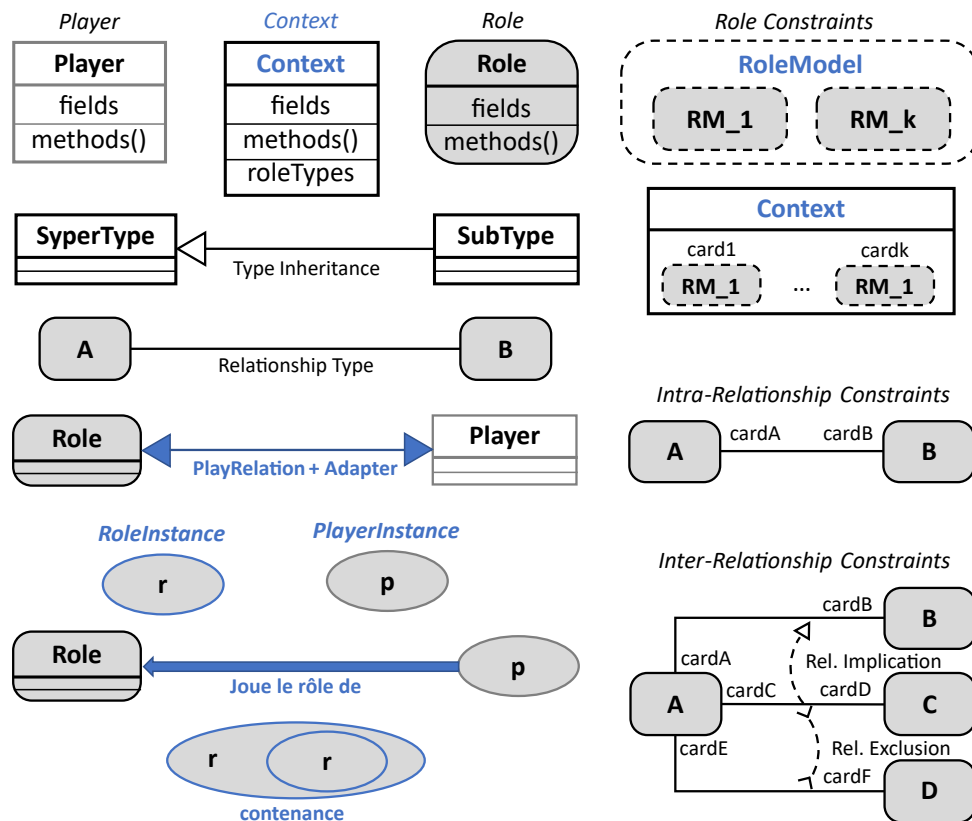 Player
Context
Role
Role Constraints
Player
fields
methods()
Context
fields
methods()
roleTypes
Role
fields
methods()
RoleModel
RM_1
RM_k
Context
card1
cardk
RM_1
...
RM_1
SyperType
SubType
Type Inheritance
A
B
Relationship Type
Intra-Relationship Constraints
A
cardA
cardB
B
Role
Player
PlayRelation + Adapter
RoleInstance
PlayerInstance
r
p
Role
p
Joue le rôle de
r
r
contenance
Inter-Relationship Constraints
cardB
B
cardA
Rel. Implication
A
cardC
cardD
C
cardE
Rel. Exclusion
cardF
D